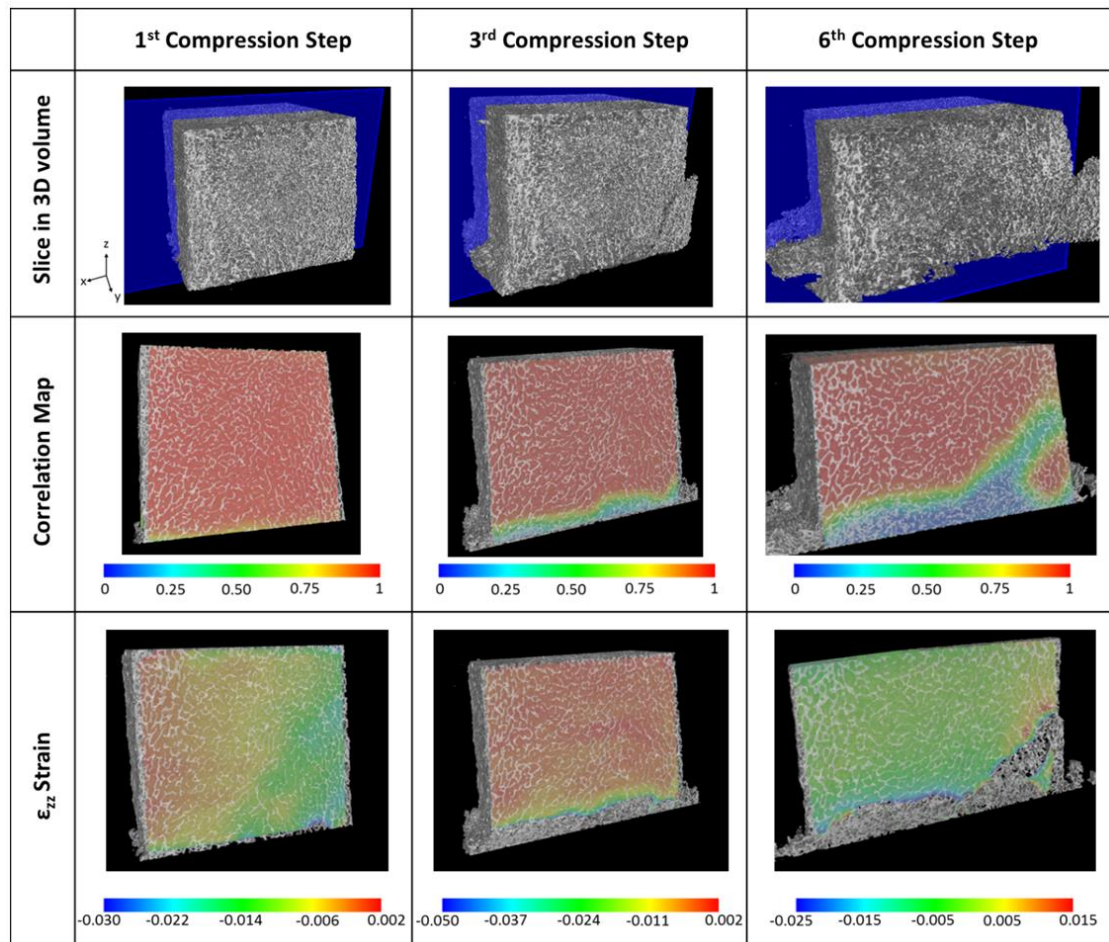 1st Compression Step
3rd Compression Step
6th Compression Step
Slice in 3D volume
z
x
y
Correlation Map
0 0.25 0.50 0.75 1
0 0.25 0.50 0.75 1
0 0.25 0.50 0.75 1
εzz Strain
-0.030 -0.022 -0.014 -0.006 0.002
-0.050 -0.037 -0.024 -0.011 0.002
-0.025 -0.015 -0.005 0.005 0.015